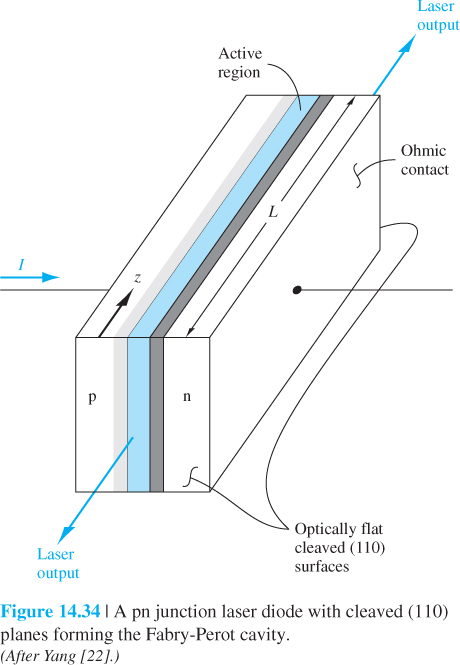 Laser
output
Active
region
Ohmic
contact
L
I
z
p
n
Optically flat
cleaved (110)
surfaces
Laser
output
Figure 14.34 | A pn junction laser diode with cleaved (110)
planes forming the Fabry-Perot cavity.
(After Yang [22].)